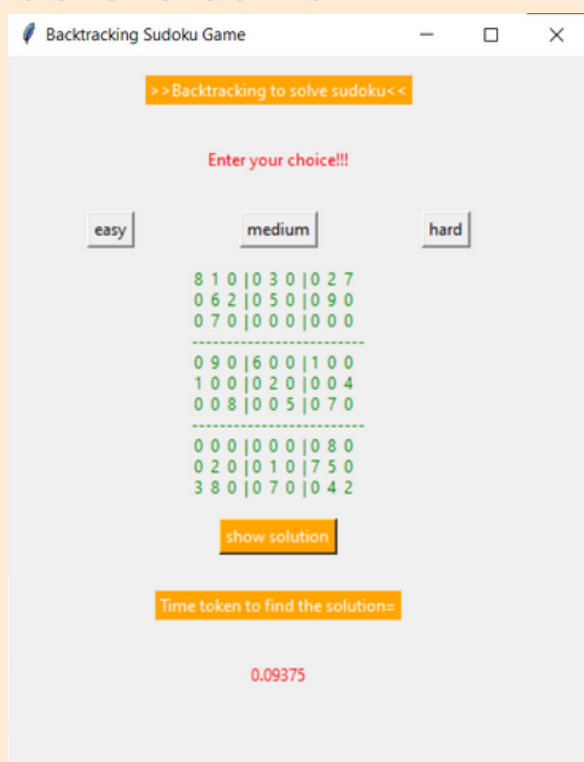 Backtracking Sudoku Game
>>Backtracking to solve sudoku<<
Enter your choice!!!
easy medium hard
8 1 0 |0 3 0 |0 2 7
0 6 2 |0 5 0 |0 9 0
0 7 0 |0 0 0 |0 0 0
---------------------------
0 9 0 |6 0 0 |1 0 0
1 0 0 |0 2 0 |0 0 4
0 0 8 |0 0 5 |0 7 0
---------------------------
0 0 0 |0 0 0 |0 8 0
0 2 0 |0 1 0 |7 5 0
3 8 0 |0 7 0 |0 4 2
show solution
Time token to find the solution=
0.09375